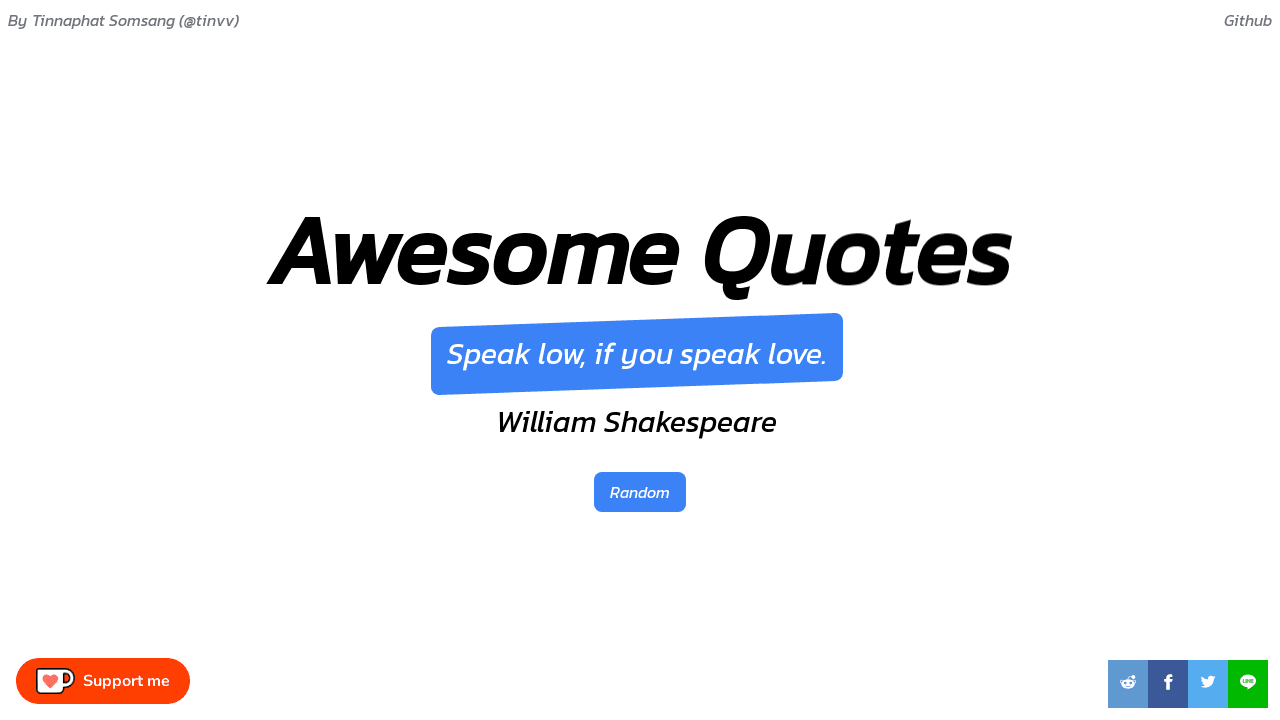 By Tinnaphat Somsang (@tinvv)
Github
Awesome Quotes
Speak low, if you speak love.
William Shakespeare
Random
Support me
LINE